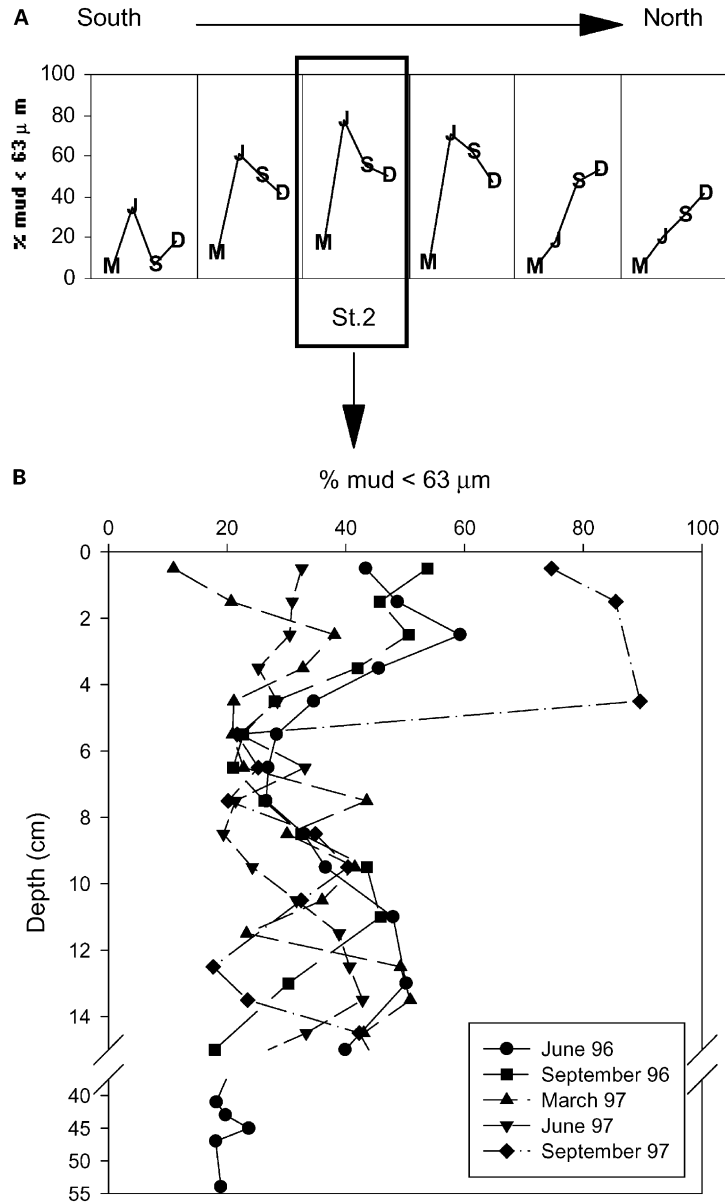 A South North
% mud < 63 μ m
100
80
60
40
20
0
M J S D
M J S D
M J S D
M J S D
M J S D
M J S D
St.2
B
% mud < 63 μm
0 20 40 60 80 100
Depth (cm)
0
2
4
6
8
10
12
14
40
45
50
55
June 96
September 96
March 97
June 97
September 97